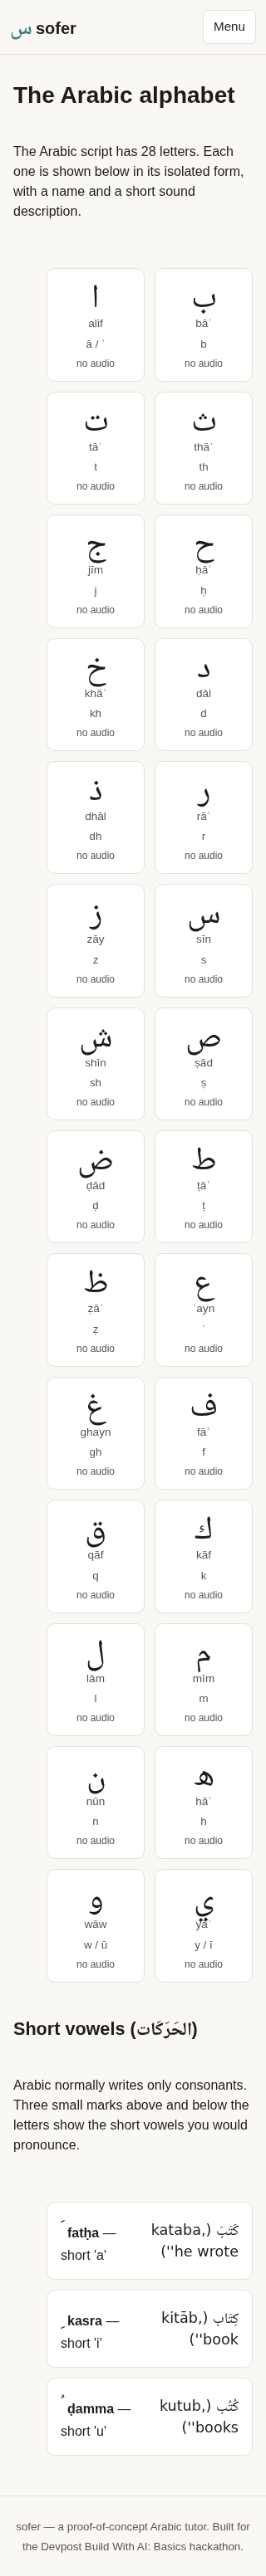 س sofer
Menu
The Arabic alphabet
The Arabic script has 28 letters. Each
one is shown below in its isolated form,
with a name and a short sound
description.
ا
alif
ā / ʾ
no audio
ب
bāʾ
b
no audio
ت
tāʾ
t
no audio
ث
thāʾ
th
no audio
ج
jīm
j
no audio
ح
ḥāʾ
ḥ
no audio
خ
khāʾ
kh
no audio
د
dāl
d
no audio
ذ
dhāl
dh
no audio
ر
rāʾ
r
no audio
ز
zāy
z
no audio
س
sīn
s
no audio
ش
shīn
sh
no audio
ص
ṣād
ṣ
no audio
ض
ḍād
ḍ
no audio
ط
ṭāʾ
ṭ
no audio
ظ
ẓāʾ
ẓ
no audio
ع
ʿayn
ʿ
no audio
غ
ghayn
gh
no audio
ف
fāʾ
f
no audio
ق
qāf
q
no audio
ك
kāf
k
no audio
ل
lām
l
no audio
م
mīm
m
no audio
ن
nūn
n
no audio
ه
hāʾ
h
no audio
و
wāw
w / ū
no audio
ي
yāʾ
y / ī
no audio
Short vowels (الحَرَكَات)
Arabic normally writes only consonants.
Three small marks above and below the
letters show the short vowels you would
pronounce.
َ fatḥa —
short 'a'
كَتَبَ (kataba,
'he wrote')
ِ kasra —
short 'i'
كِتَاب (kitāb,
'book')
ُ ḍamma —
short 'u'
كُتُب (kutub,
'books')
sofer — a proof-of-concept Arabic tutor. Built for
the Devpost Build With AI: Basics hackathon.